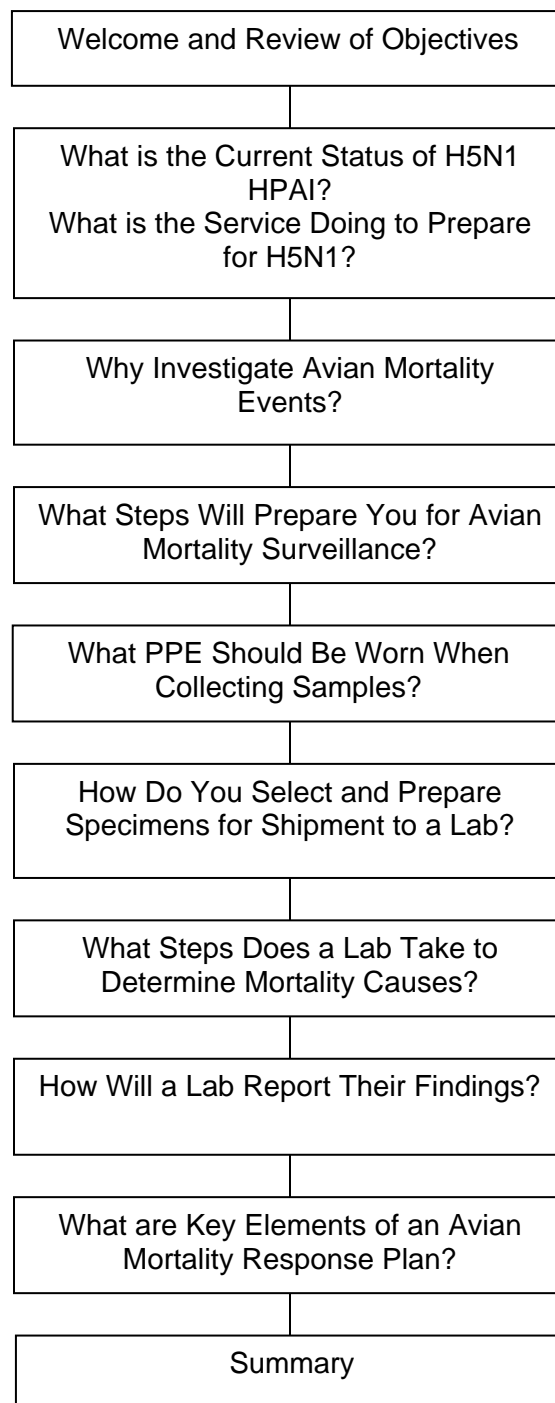 Welcome and Review of Objectives
What is the Current Status of H5N1
HPAI?
What is the Service Doing to Prepare
for H5N1?
Why Investigate Avian Mortality
Events?
What Steps Will Prepare You for Avian
Mortality Surveillance?
What PPE Should Be Worn When
Collecting Samples?
How Do You Select and Prepare
Specimens for Shipment to a Lab?
What Steps Does a Lab Take to
Determine Mortality Causes?
How Will a Lab Report Their Findings?
What are Key Elements of an Avian
Mortality Response Plan?
Summary